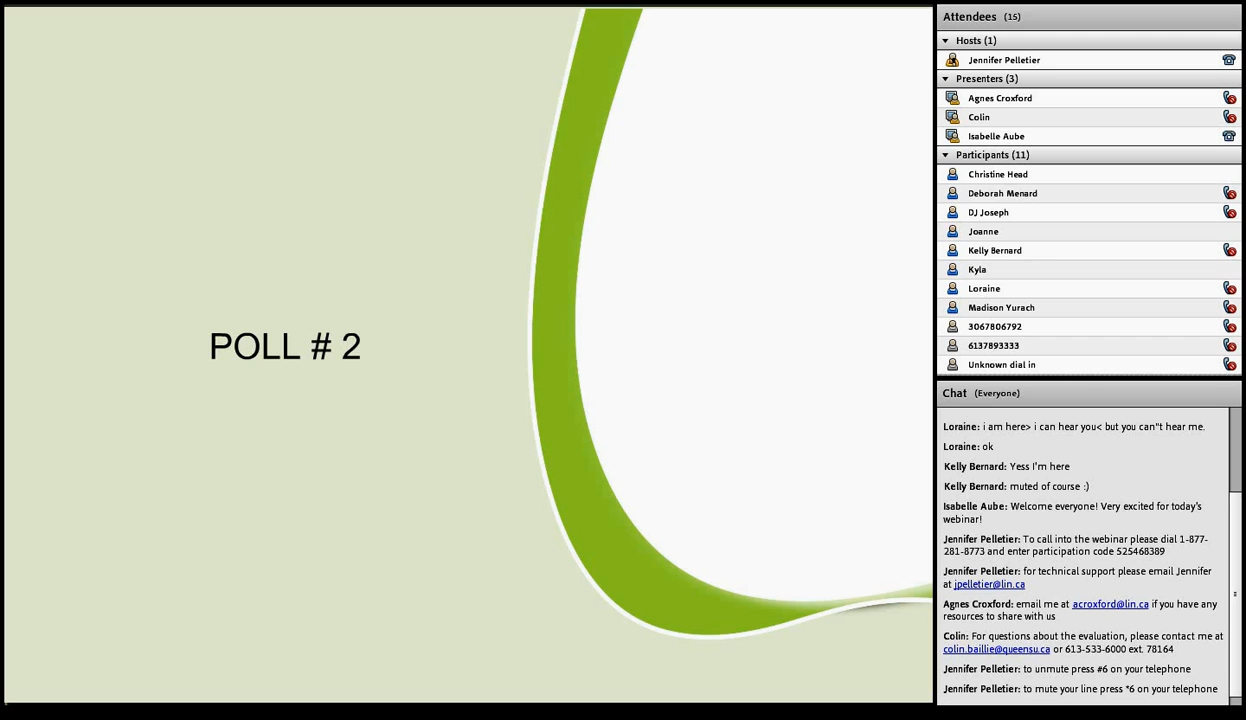 POLL # 2
Attendees (15)
Hosts (1)
Jennifer Pelletier
Presenters (3)
Agnes Croxford
Colin
Isabelle Aube
Participants (11)
Christine Head
Deborah Menard
DJ Joseph
Joanne
Kelly Bernard
Kyla
Loraine
Madison Yurach
3067806792
6137893333
Unknown dial in
Chat (Everyone)
Loraine: i am here> i can hear you< but you can"t hear me.
Loraine: ok
Kelly Bernard: Yess I'm here
Kelly Bernard: muted of course :)
Isabelle Aube: Welcome everyone! Very excited for today's
webinar!
Jennifer Pelletier: To call into the webinar please dial 1-877-
281-8773 and enter participation code 525468389
Jennifer Pelletier: for technical support please email Jennifer
at jpelletier@lin.ca
Agnes Croxford: email me at acroxford@lin.ca if you have any
resources to share with us
Colin: For questions about the evaluation, please contact me at
colin.baillie@queensu.ca or 613-533-6000 ext. 78164
Jennifer Pelletier: to unmute press #6 on your telephone
Jennifer Pelletier: to mute your line press *6 on your telephone